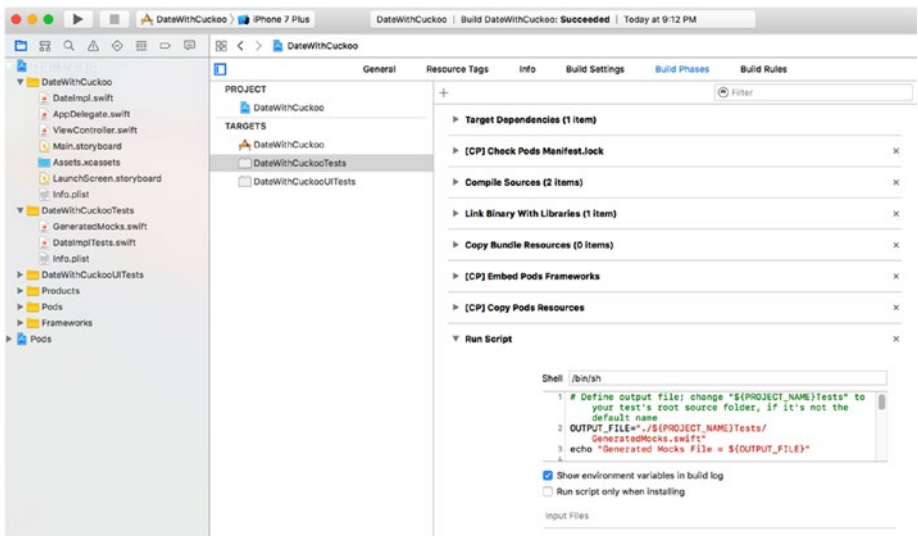 DateWithCuckoo
iPhone 7 Plus
DateWithCuckoo | Build DateWithCuckoo: Succeeded | Today at 9:12 PM
DateWithCuckoo
DateWithCuckoo
DateImpl.swift
AppDelegate.swift
ViewController.swift
Main.storyboard
Assets.xcassets
LaunchScreen.storyboard
Info.plist
DateWithCuckooTests
GeneratedMocks.swift
DateImplTests.swift
Info.plist
DateWithCuckooUITests
Products
Pods
Frameworks
Pods
General Resource Tags Info Build Settings Build Phases Build Rules
PROJECT
DateWithCuckoo
TARGETS
DateWithCuckoo
DateWithCuckooTests
DateWithCuckooUITests
Filter
Target Dependencies (1 item)
[CP] Check Pods Manifest.lock
Compile Sources (2 items)
Link Binary With Libraries (1 item)
Copy Bundle Resources (0 items)
[CP] Embed Pods Frameworks
[CP] Copy Pods Resources
Run Script
Shell /bin/sh
1 # Define output file; change "${PROJECT_NAME}Tests" to
your test's root source folder, if it's not the
default name
2 OUTPUT_FILE="./${PROJECT_NAME}Tests/
GeneratedMocks.swift"
3 echo "Generated Mocks File = ${OUTPUT_FILE}"
Show environment variables in build log
Run script only when installing
Input Files